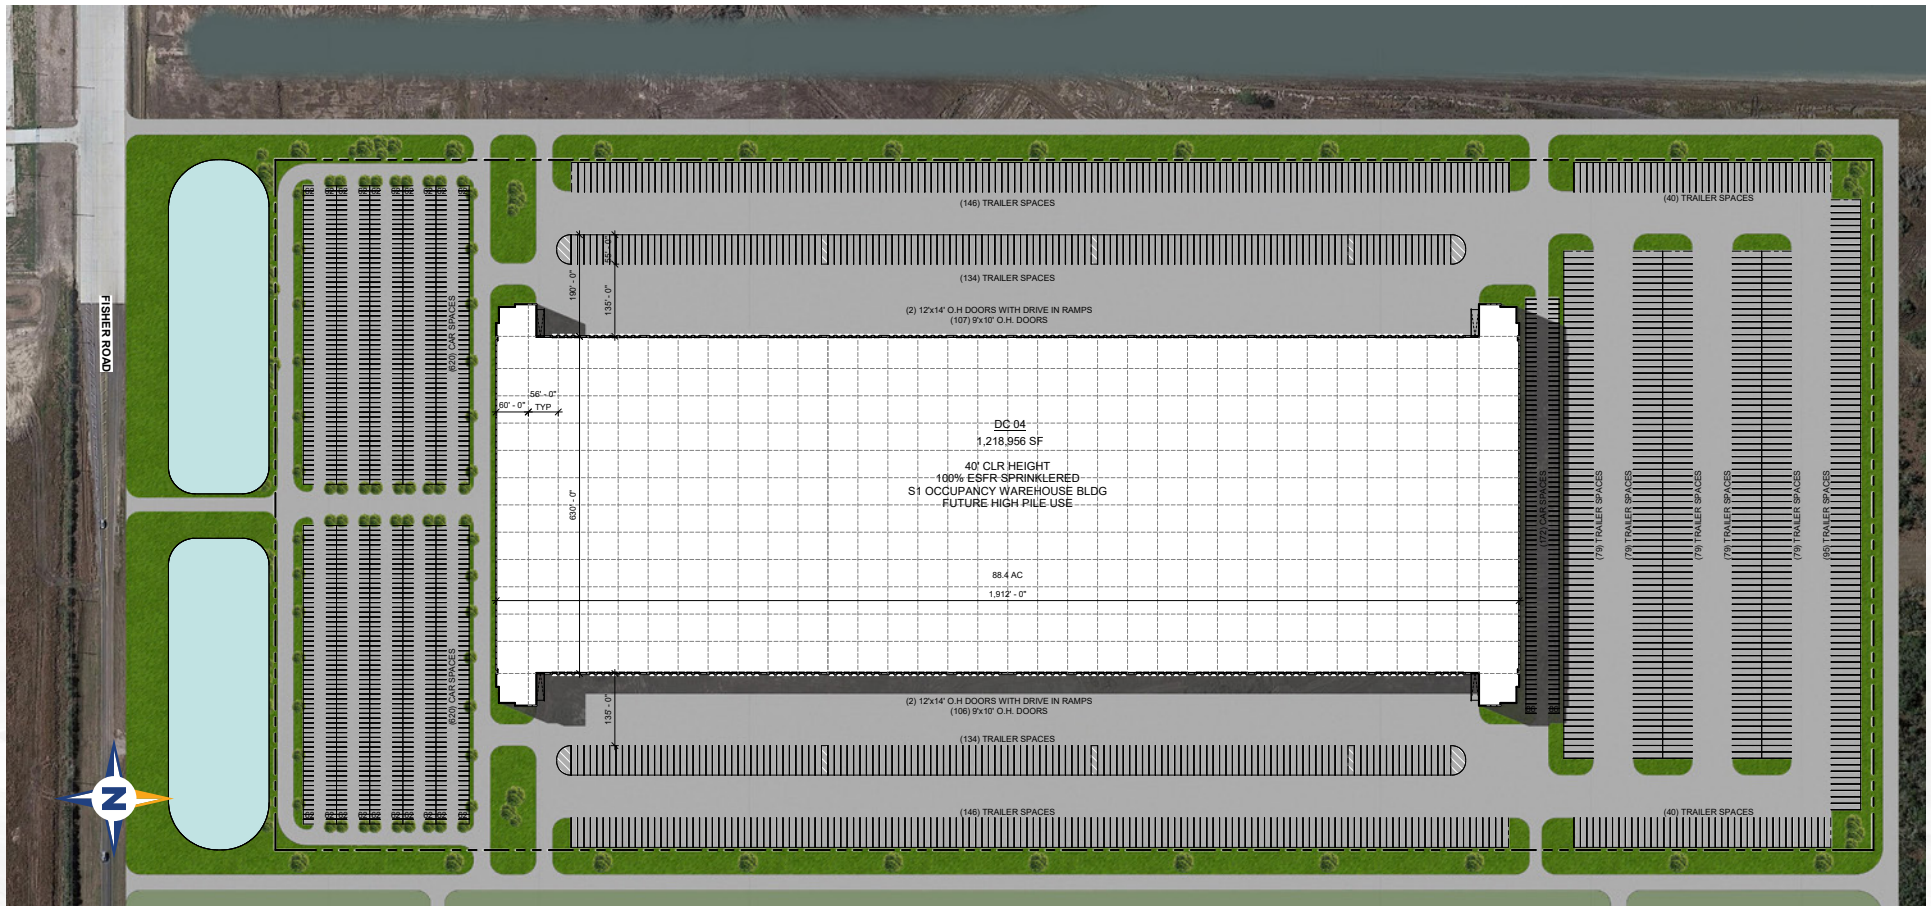 (146) TRAILER SPACES
(40) TRAILER SPACES
(134) TRAILER SPACES
190' - 0"
55' - 0"
135' - 0"
(2) 12'x14' O.H DOORS WITH DRIVE IN RAMPS
(107) 9'x10' O.H. DOORS
FISHER ROAD
(620) CAR SPACES
56' - 0"
60' - 0"
TYP
DC 04
1,218,956 SF
40' CLR HEIGHT
100% ESFR SPRINKLERED
S1 OCCUPANCY WAREHOUSE BLDG
FUTURE HIGH PILE USE
630' - 0"
(172) CAR SPACES
(79) TRAILER SPACES
(79) TRAILER SPACES
(79) TRAILER SPACES
(79) TRAILER SPACES
(79) TRAILER SPACES
(95) TRAILER SPACES
88.4 AC
1,912' - 0"
(620) CAR SPACES
135' - 0"
(2) 12'x14' O.H DOORS WITH DRIVE IN RAMPS
(106) 9'x10' O.H. DOORS
(134) TRAILER SPACES
N
(146) TRAILER SPACES
(40) TRAILER SPACES